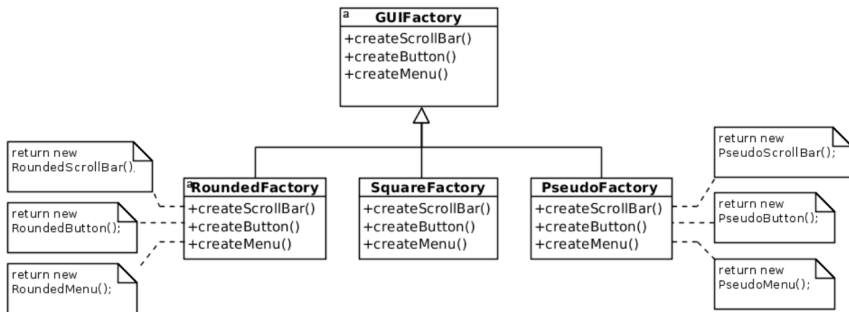 a
GUIFactory
+createScrollBar()
+createButton()
+createMenu()
return new
RoundedScrollBar().
return new
RoundedButton();
return new
RoundedMenu();
a
RoundedFactory
+createScrollBar()
+createButton()
+createMenu()
SquareFactory
+createScrollBar()
+createButton()
+createMenu()
PseudoFactory
+createScrollBar()
+createButton()
+createMenu()
return new
PseudoScrollBar();
return new
PseudoButton();
return new
PseudoMenu();